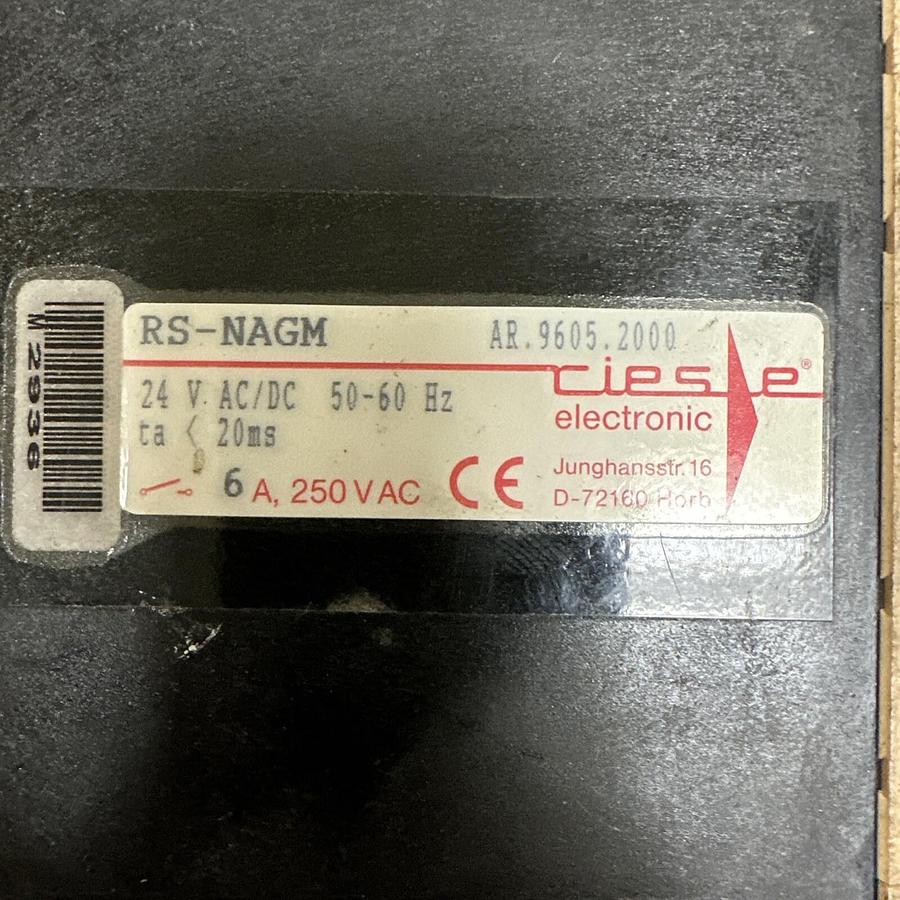 M 2936
RS-NAGM AR.9605.2000
24 V AC/DC 50-60 Hz
ta < 20ms
6 A, 250 V AC
CE
riese®
electronic
Junghansstr. 16
D-72160 Horb